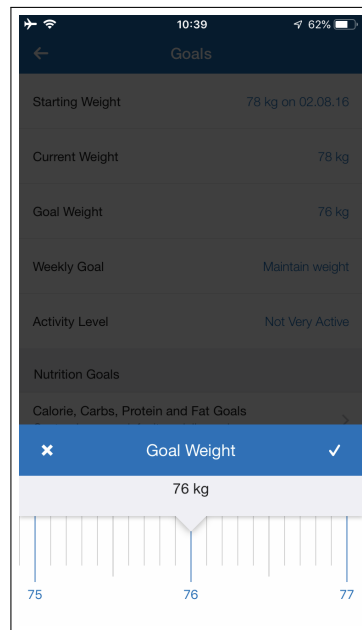 10:39
62%
Goals
Starting Weight 78 kg on 02.08.16
Current Weight 78 kg
Goal Weight 76 kg
Weekly Goal Maintain weight
Activity Level Not Very Active
Nutrition Goals
Calorie, Carbs, Protein and Fat Goals
Goal Weight
76 kg
75 76 77